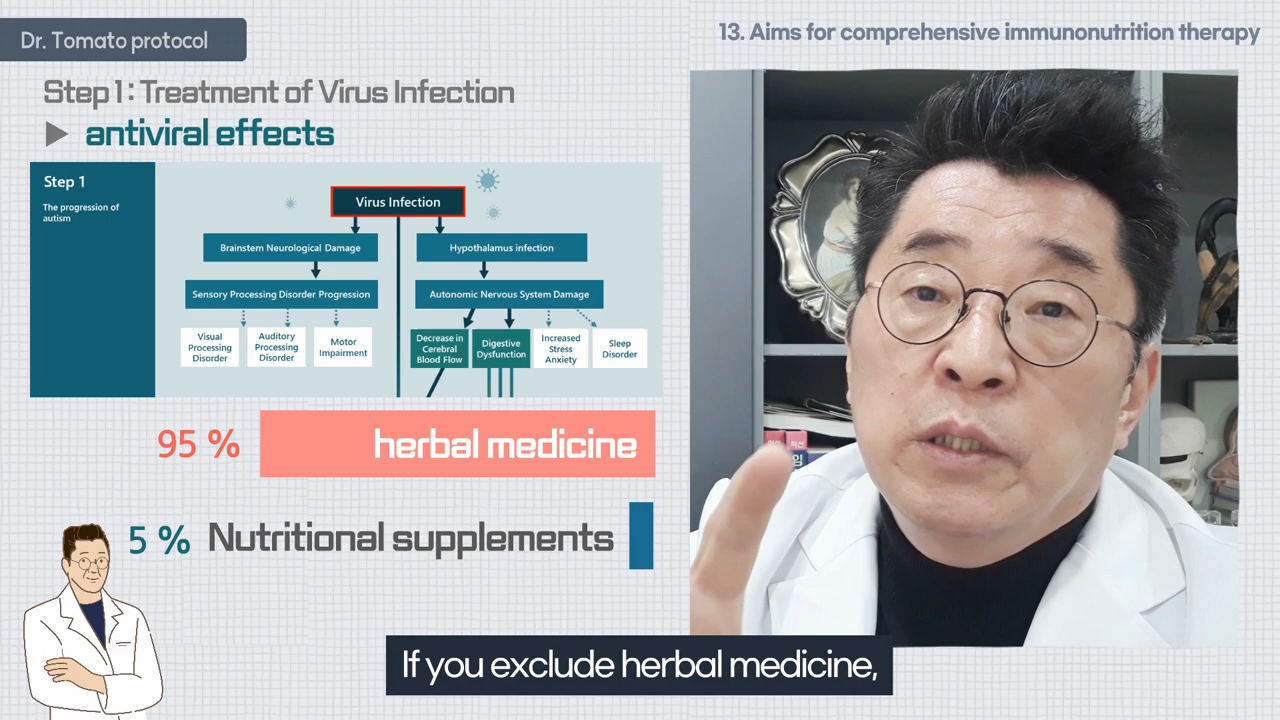 Dr. Tomato protocol
13. Aims for comprehensive immunonutrition therapy
Step 1 : Treatment of Virus Infection
antiviral effects
Step 1
The progression of
autism
Virus Infection
Brainstem Neurological Damage
Hypothalamus infection
Sensory Processing Disorder Progression
Autonomic Nervous System Damage
Visual
Processing
Disorder
Auditory
Processing
Disorder
Motor
Impairment
Decrease in
Cerebral
Blood Flow
Digestive
Dysfunction
Increased
Stress
Anxiety
Sleep
Disorder
95 %
herbal medicine
5 %
Nutritional supplements
If you exclude herbal medicine,